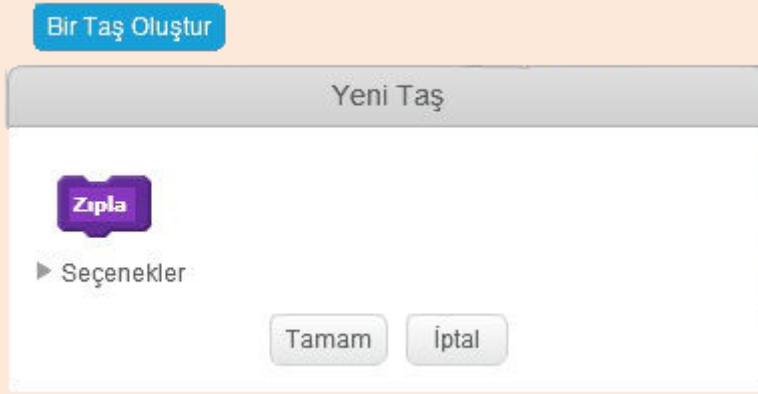 Bir Taş Oluştur
Yeni Taş
Zıpla
Seçenekler
Tamam İptal